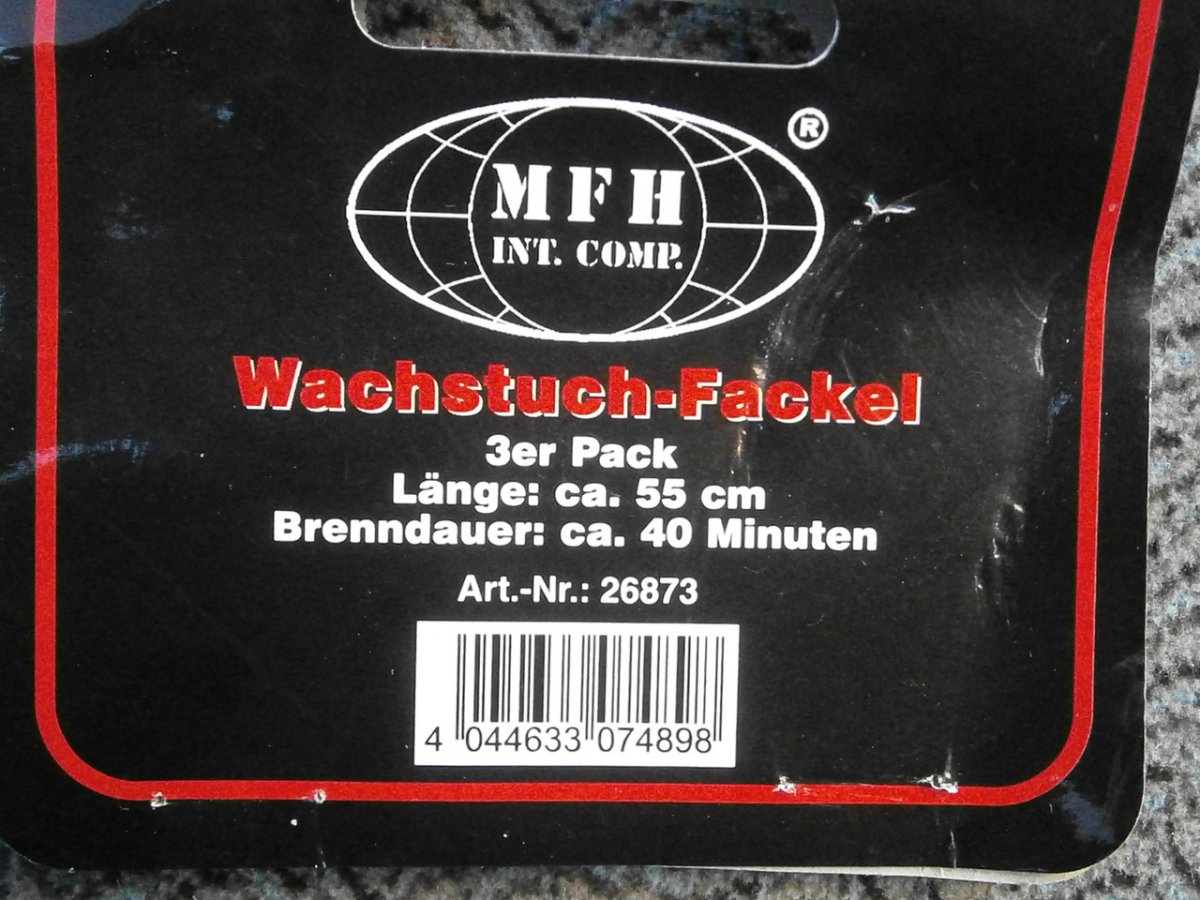 ®
MFH
INT. COMP.
Wachstuch-Fackel
3er Pack
Länge: ca. 55 cm
Brenndauer: ca. 40 Minuten
Art.-Nr.: 26873
4 044633 074898